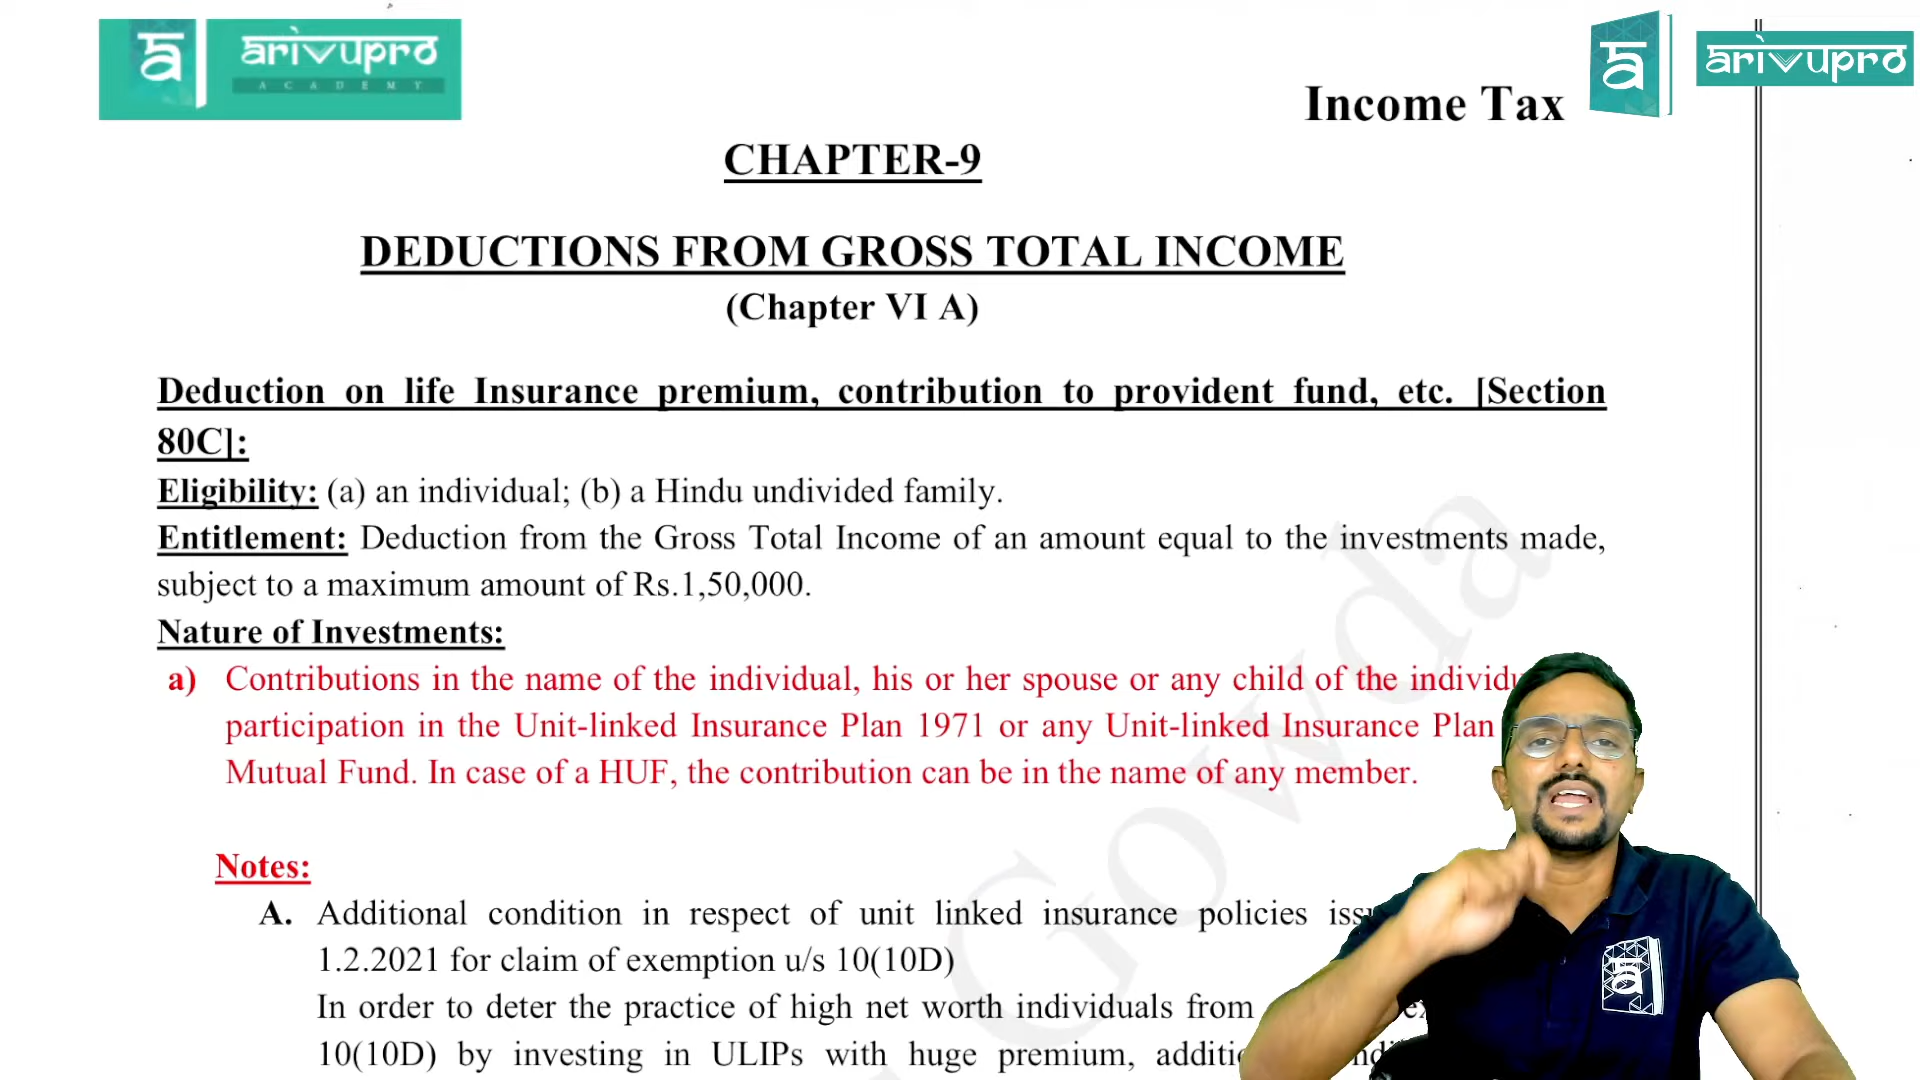 arivupro
ACADEMY
arivupro
Income Tax
CHAPTER-9
DEDUCTIONS FROM GROSS TOTAL INCOME
(Chapter VI A)
Deduction on life Insurance premium, contribution to provident fund, etc. [Section
80C]:
Eligibility: (a) an individual; (b) a Hindu undivided family.
Entitlement: Deduction from the Gross Total Income of an amount equal to the investments made,
subject to a maximum amount of Rs.1,50,000.
Nature of Investments:
a) Contributions in the name of the individual, his or her spouse or any child of the
participation in the Unit-linked Insurance Plan 1971 or any Unit-linked Insurance Plan
Mutual Fund. In case of a HUF, the contribution can be in the name of any member.
Notes:
A. Additional condition in respect of unit linked insurance policies
1.2.2021 for claim of exemption u/s 10(10D)
In order to deter the practice of high net worth individuals from
10(10D) by investing in ULIPs with huge premium,
Gowda